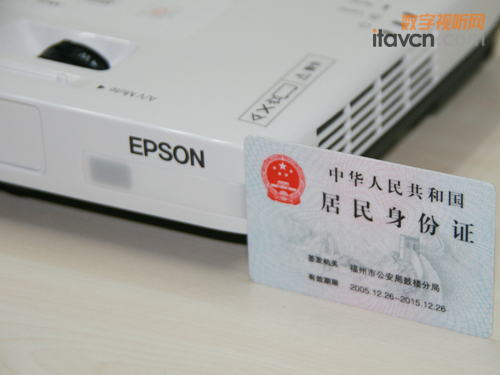 数字视听网
itavcn.com
A/V Mute
EPSON
中华人民共和国
居民身份证
签发机关 福州市公安局鼓楼分局
有效期限 2005.12.26-2015.12.26